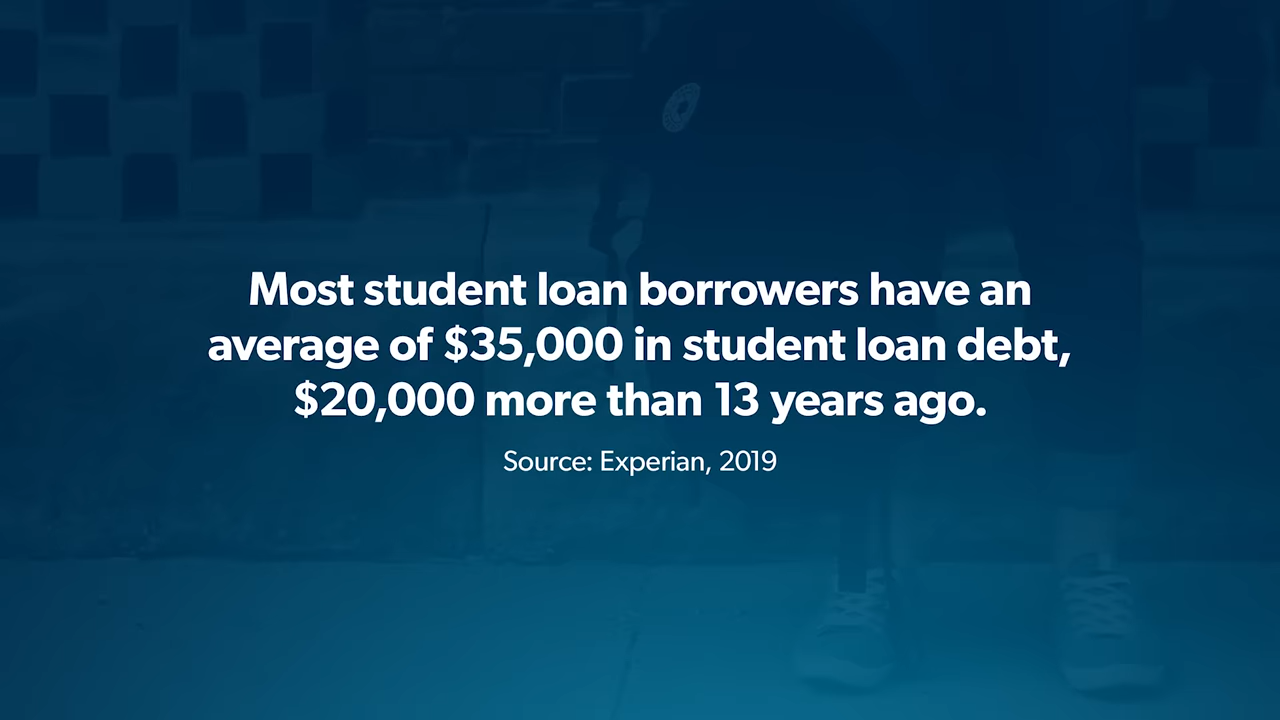 Most student loan borrowers have an
average of $35,000 in student loan debt,
$20,000 more than 13 years ago.
Source: Experian, 2019